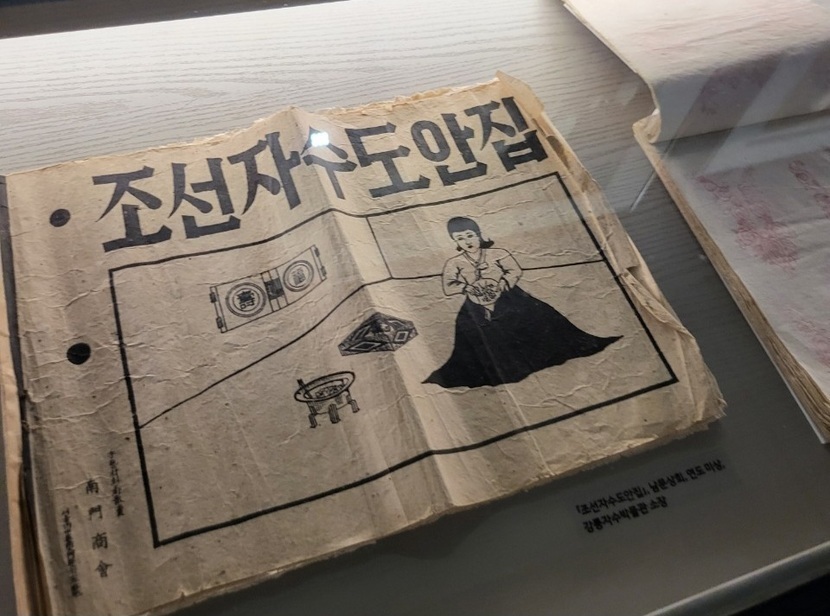 조선자수도안집
南門商會
『조선자수도안집』, 남문상회, 연도 미상,
강릉자수박물관 소장